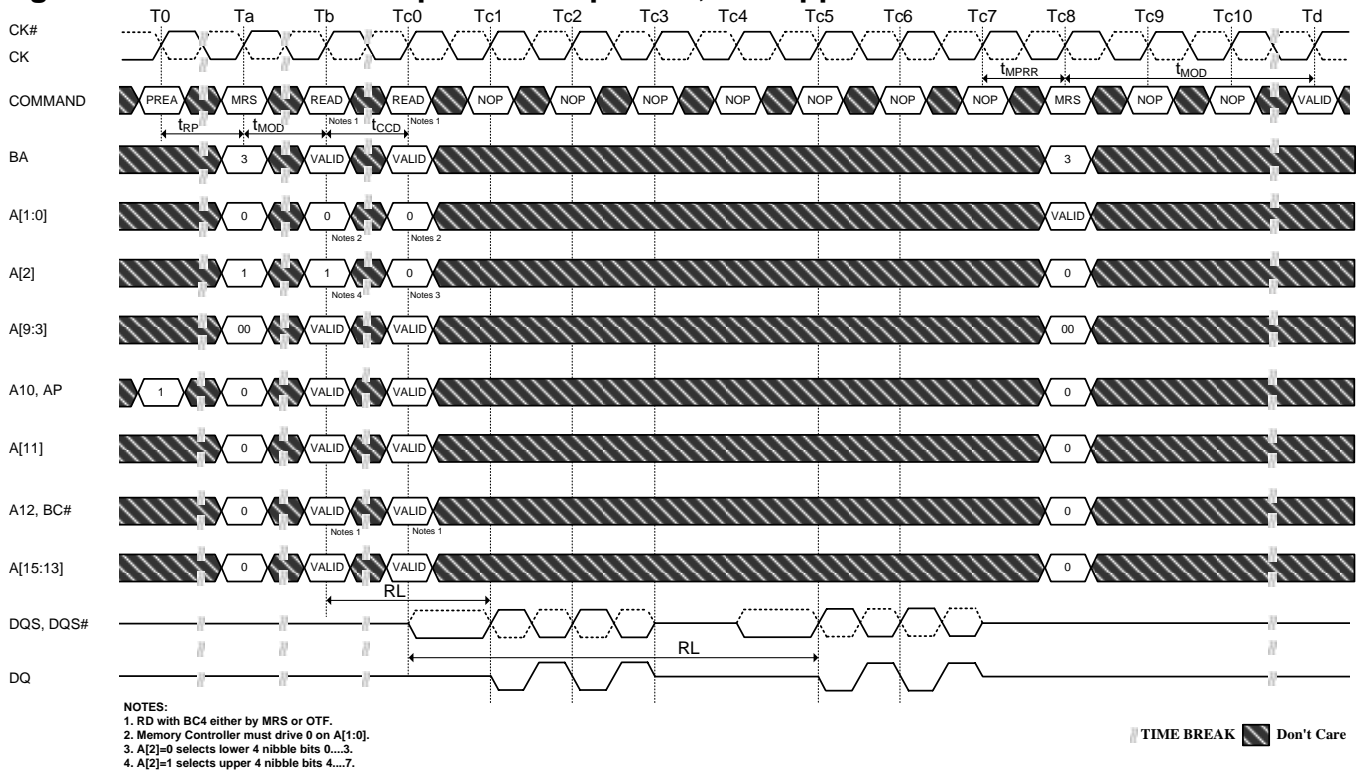 T0 Ta Tb Tc0 Tc1 Tc2 Tc3 Tc4 Tc5 Tc6 Tc7 Tc8 Tc9 Tc10 Td
CK#
CK
tMPRR tMOD
COMMAND PREA MRS READ READ NOP NOP NOP NOP NOP NOP NOP MRS NOP NOP VALID
Notes 1 Notes 1
tRP tMOD tCCD
BA 3 VALID VALID 3
A[1:0] 0 0 0 VALID
Notes 2 Notes 2
A[2] 1 1 0 0
Notes 4 Notes 3
A[9:3] 00 VALID VALID 00
A10, AP 1 0 VALID VALID 0
A[11] 0 VALID VALID 0
A12, BC# 0 VALID VALID 0
Notes 1 Notes 1
A[15:13] 0 VALID VALID 0
RL
DQS, DQS#
RL
DQ
NOTES:
1. RD with BC4 either by MRS or OTF.
2. Memory Controller must drive 0 on A[1:0].
3. A[2]=0 selects lower 4 nibble bits 0....3.
4. A[2]=1 selects upper 4 nibble bits 4....7.
TIME BREAK Don't Care